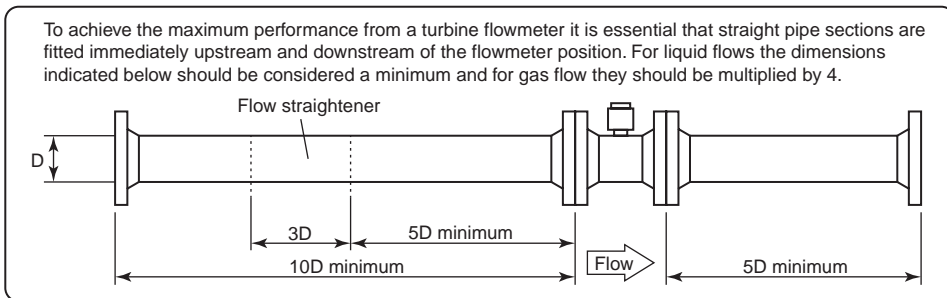 To achieve the maximum performance from a turbine flowmeter it is essential that straight pipe sections are
fitted immediately upstream and downstream of the flowmeter position. For liquid flows the dimensions
indicated below should be considered a minimum and for gas flow they should be multiplied by 4.
Flow straightener
D
3D
5D minimum
10D minimum
Flow
5D minimum